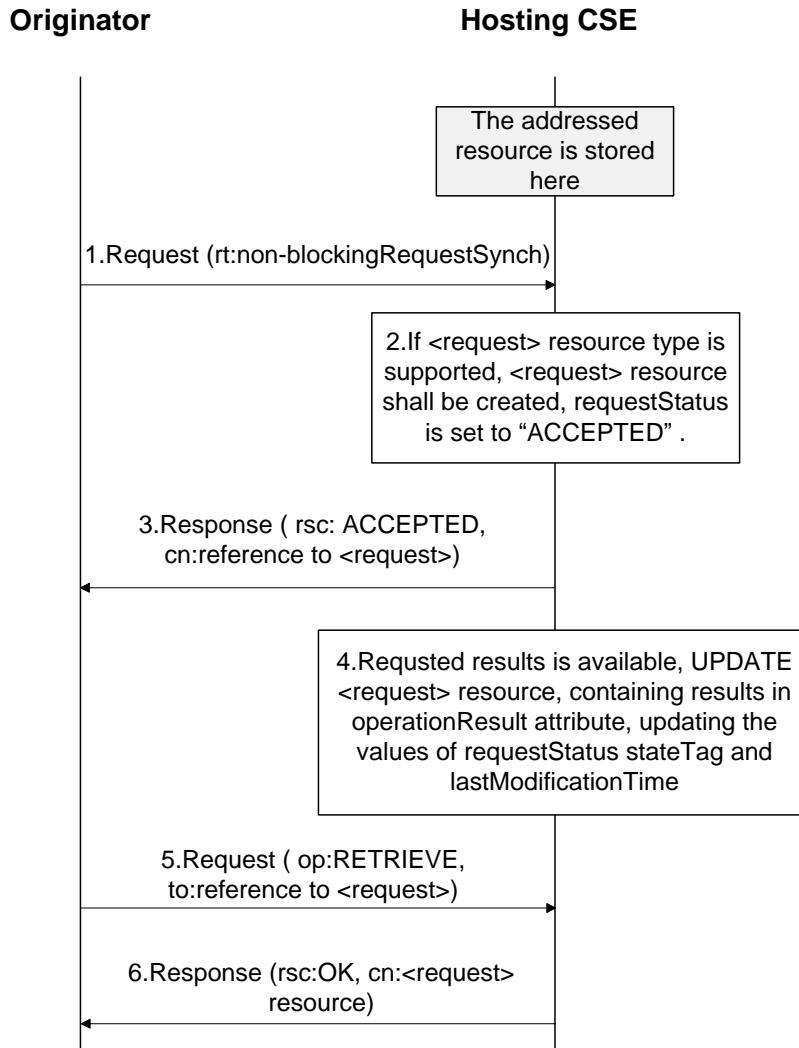 Originator
Hosting CSE
The addressed
resource is stored
here
1.Request (rt:non-blockingRequestSynch)
2.If <request> resource type is
supported, <request> resource
shall be created, requestStatus
is set to “ACCEPTED” .
3.Response ( rsc: ACCEPTED,
cn:reference to <request>)
4.Requsted results is available, UPDATE
<request> resource, containing results in
operationResult attribute, updating the
values of requestStatus stateTag and
lastModificationTime
5.Request ( op:RETRIEVE,
to:reference to <request>)
6.Response (rsc:OK, cn:<request>
resource)